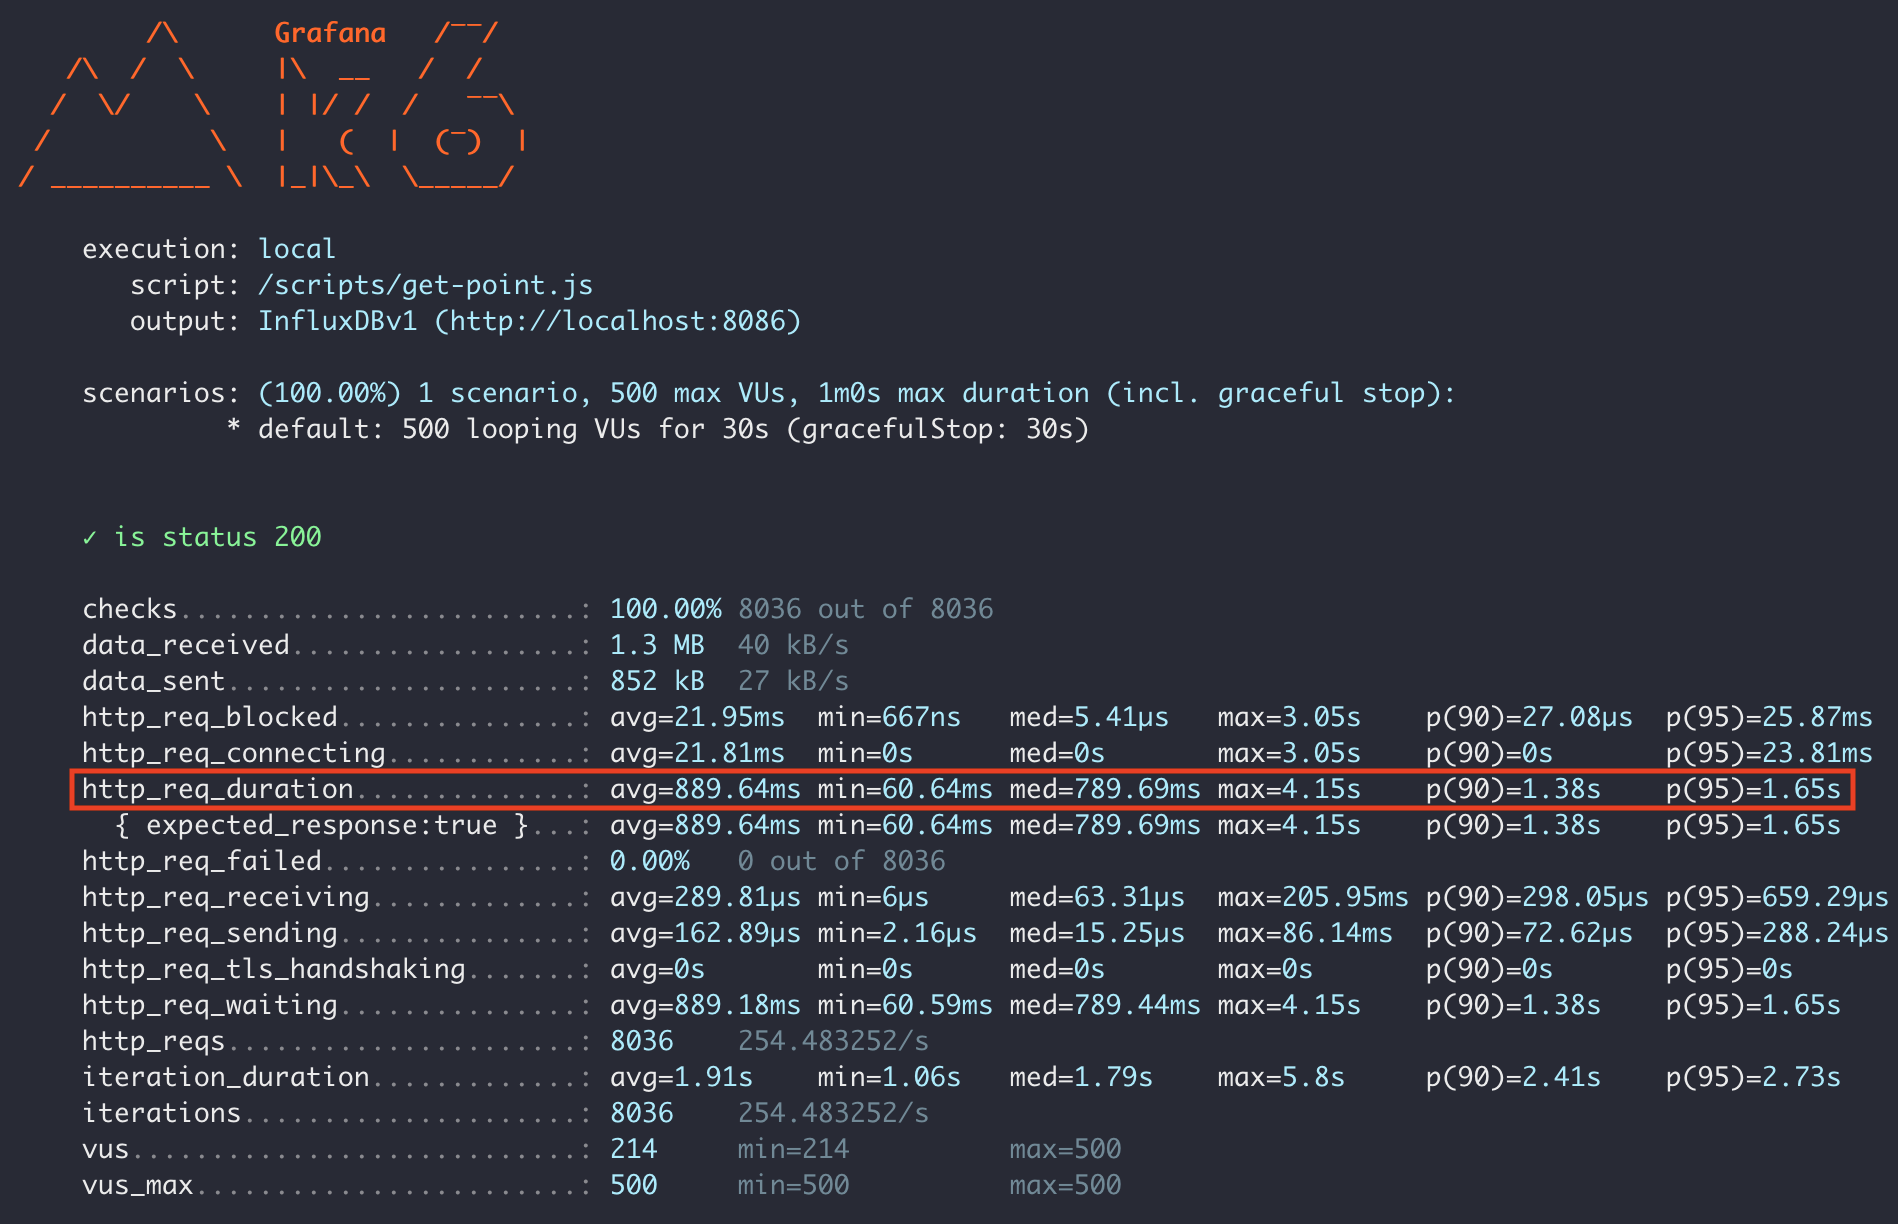 Grafana
execution: local
script: /scripts/get-point.js
output: InfluxDBv1 (http://localhost:8086)
scenarios: (100.00%) 1 scenario, 500 max VUs, 1m0s max duration (incl. graceful stop):
* default: 500 looping VUs for 30s (gracefulStop: 30s)
✓ is status 200
checks.........................: 100.00% 8036 out of 8036
data_received..................: 1.3 MB 40 kB/s
data_sent......................: 852 kB 27 kB/s
http_req_blocked...............: avg=21.95ms min=667ns med=5.41µs max=3.05s p(90)=27.08µs p(95)=25.87ms
http_req_connecting............: avg=21.81ms min=0s med=0s max=3.05s p(90)=0s p(95)=23.81ms
http_req_duration..............: avg=889.64ms min=60.64ms med=789.69ms max=4.15s p(90)=1.38s p(95)=1.65s
{ expected_response:true }...: avg=889.64ms min=60.64ms med=789.69ms max=4.15s p(90)=1.38s p(95)=1.65s
http_req_failed................: 0.00% 0 out of 8036
http_req_receiving.............: avg=289.81µs min=6µs med=63.31µs max=205.95ms p(90)=298.05µs p(95)=659.29µs
http_req_sending...............: avg=162.89µs min=2.16µs med=15.25µs max=86.14ms p(90)=72.62µs p(95)=288.24µs
http_req_tls_handshaking.......: avg=0s min=0s med=0s max=0s p(90)=0s p(95)=0s
http_req_waiting...............: avg=889.18ms min=60.59ms med=789.44ms max=4.15s p(90)=1.38s p(95)=1.65s
http_reqs......................: 8036 254.483252/s
iteration_duration.............: avg=1.91s min=1.06s med=1.79s max=5.8s p(90)=2.41s p(95)=2.73s
iterations.....................: 8036 254.483252/s
vus............................: 214 min=214 max=500
vus_max........................: 500 min=500 max=500